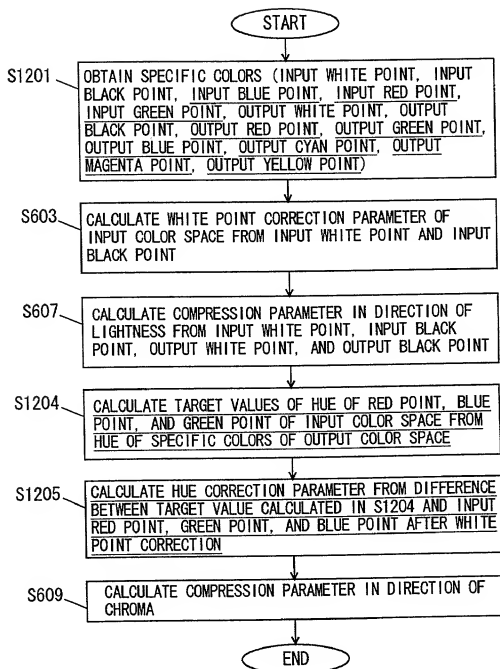 START
S1201
OBTAIN SPECIFIC COLORS (INPUT WHITE POINT, INPUT
BLACK POINT, INPUT BLUE POINT, INPUT RED POINT,
INPUT GREEN POINT, OUTPUT WHITE POINT, OUTPUT
BLACK POINT, OUTPUT RED POINT, OUTPUT GREEN POINT,
OUTPUT BLUE POINT, OUTPUT CYAN POINT, OUTPUT
MAGENTA POINT, OUTPUT YELLOW POINT)
S603
CALCULATE WHITE POINT CORRECTION PARAMETER OF
INPUT COLOR SPACE FROM INPUT WHITE POINT AND INPUT
BLACK POINT
S607
CALCULATE COMPRESSION PARAMETER IN DIRECTION OF
LIGHTNESS FROM INPUT WHITE POINT, INPUT BLACK
POINT, OUTPUT WHITE POINT, AND OUTPUT BLACK POINT
S1204
CALCULATE TARGET VALUES OF HUE OF RED POINT, BLUE
POINT, AND GREEN POINT OF INPUT COLOR SPACE FROM
HUE OF SPECIFIC COLORS OF OUTPUT COLOR SPACE
S1205
CALCULATE HUE CORRECTION PARAMETER FROM DIFFERENCE
BETWEEN TARGET VALUE CALCULATED IN S1204 AND INPUT
RED POINT, GREEN POINT, AND BLUE POINT AFTER WHITE
POINT CORRECTION
S609
CALCULATE COMPRESSION PARAMETER IN DIRECTION OF
CHROMA
END